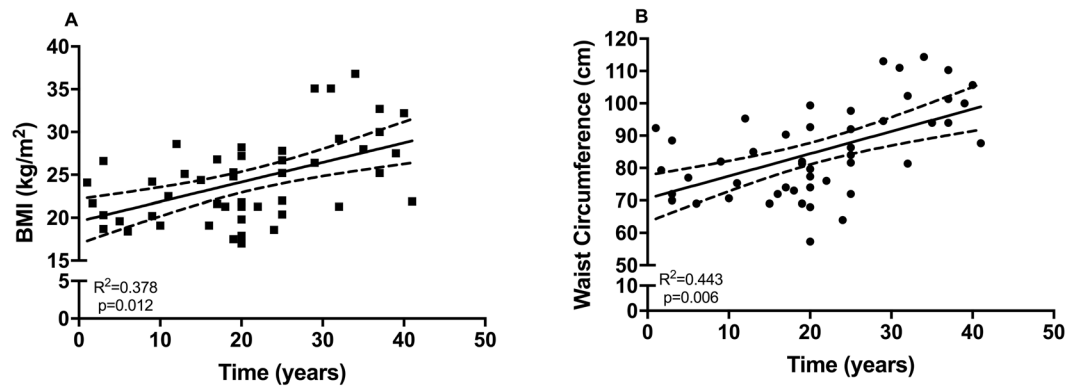 A
BMI (kg/m²)
40
35
30
25
20
15
5
0
R²=0.378
p=0.012
0 10 20 30 40 50
Time (years)
B
Waist Circumference (cm)
120
110
100
90
80
70
60
50
10
0
R²=0.443
p=0.006
0 10 20 30 40 50
Time (years)